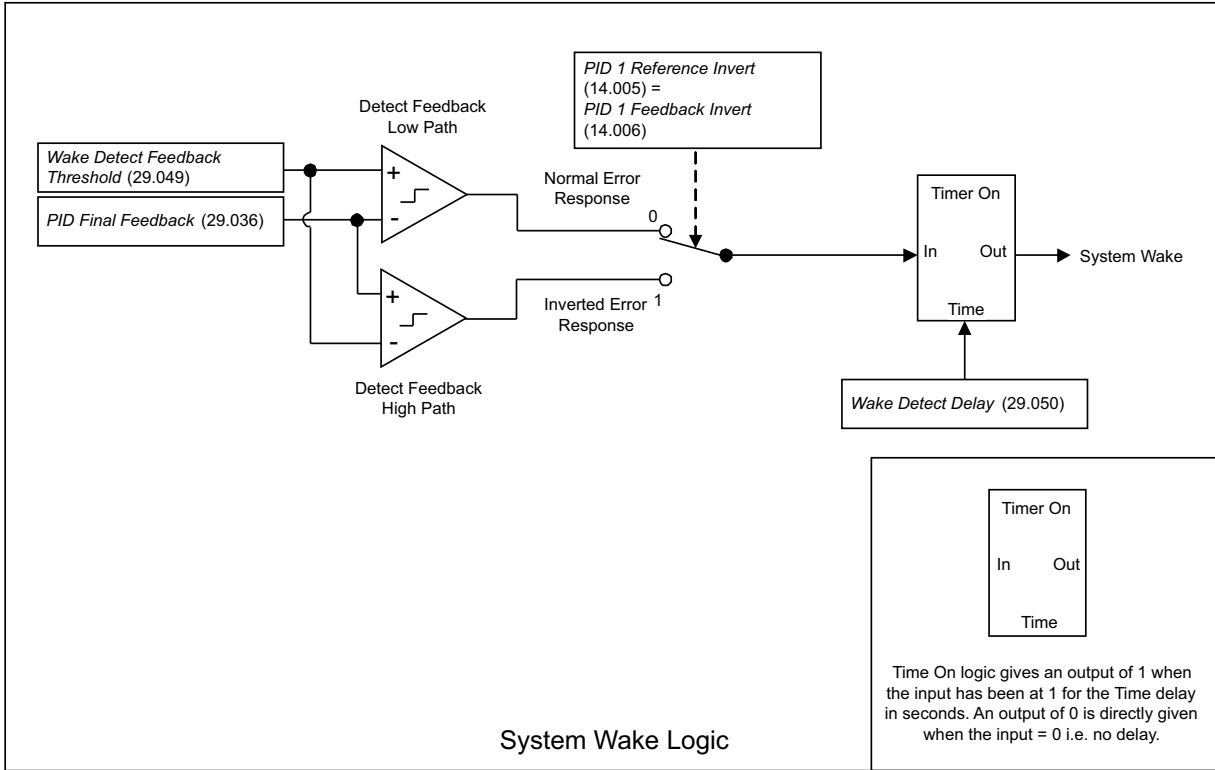 PID 1 Reference Invert
(14.005) =
PID 1 Feedback Invert
(14.006)
Detect Feedback
Low Path
Wake Detect Feedback
Threshold (29.049)
PID Final Feedback (29.036)
+
-
Normal Error
Response
0
Timer On
In
Out
Time
System Wake
+
-
Inverted Error
Response
1
Detect Feedback
High Path
Wake Detect Delay (29.050)
Timer On
In
Out
Time
Time On logic gives an output of 1 when
the input has been at 1 for the Time delay
in seconds. An output of 0 is directly given
when the input = 0 i.e. no delay.
System Wake Logic